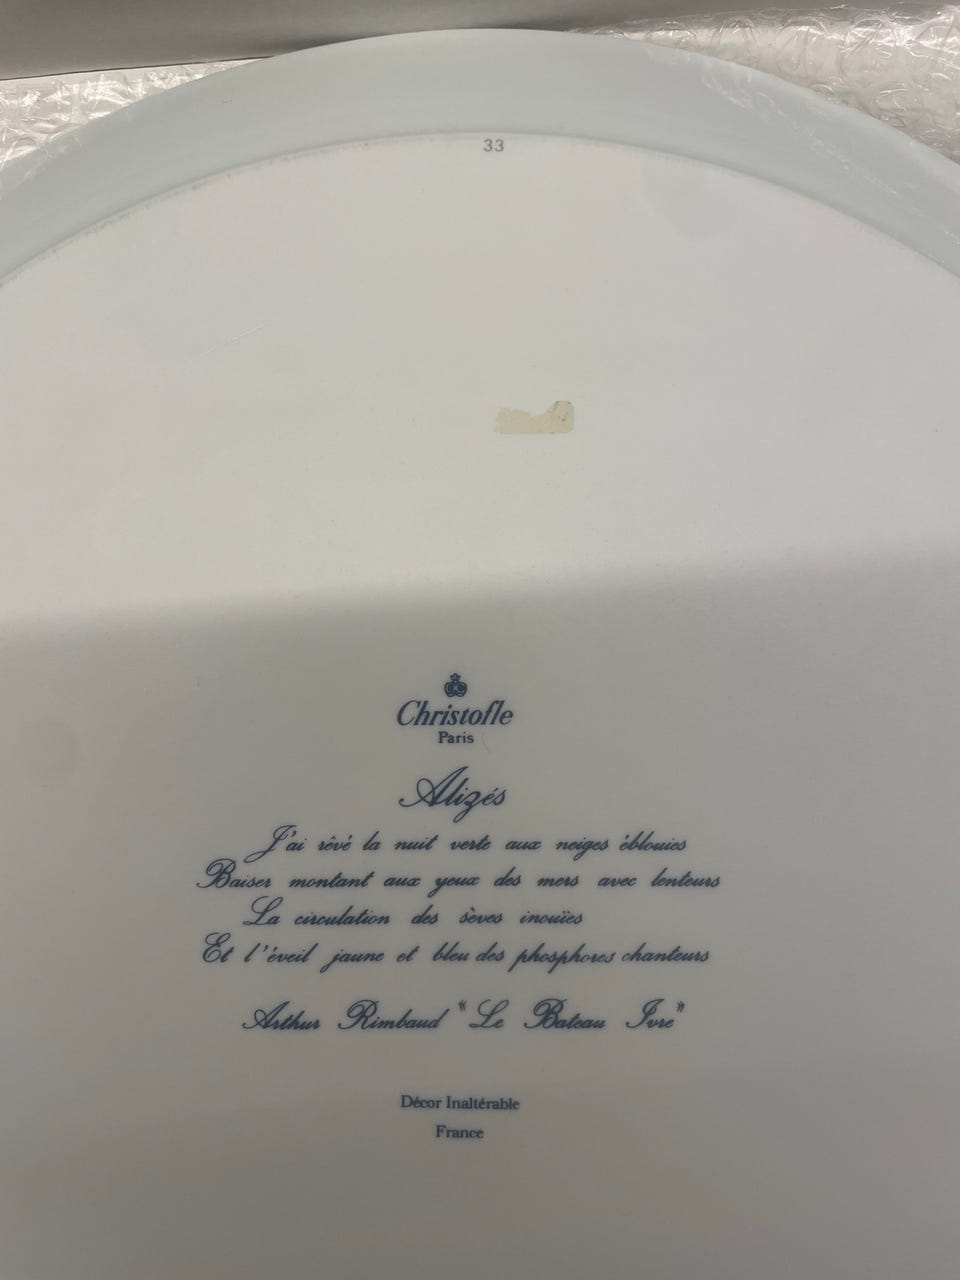 33
Christofle
Paris
Alizés
J'ai rêvé la nuit verte aux neiges éblouies
Baiser montant aux yeux des mers avec lenteurs
La circulation des sèves inouïes
Et l'éveil jaune et bleu des phosphores chanteurs
Arthur Rimbaud "Le Bateau Ivre"
Décor Inaltérable
France